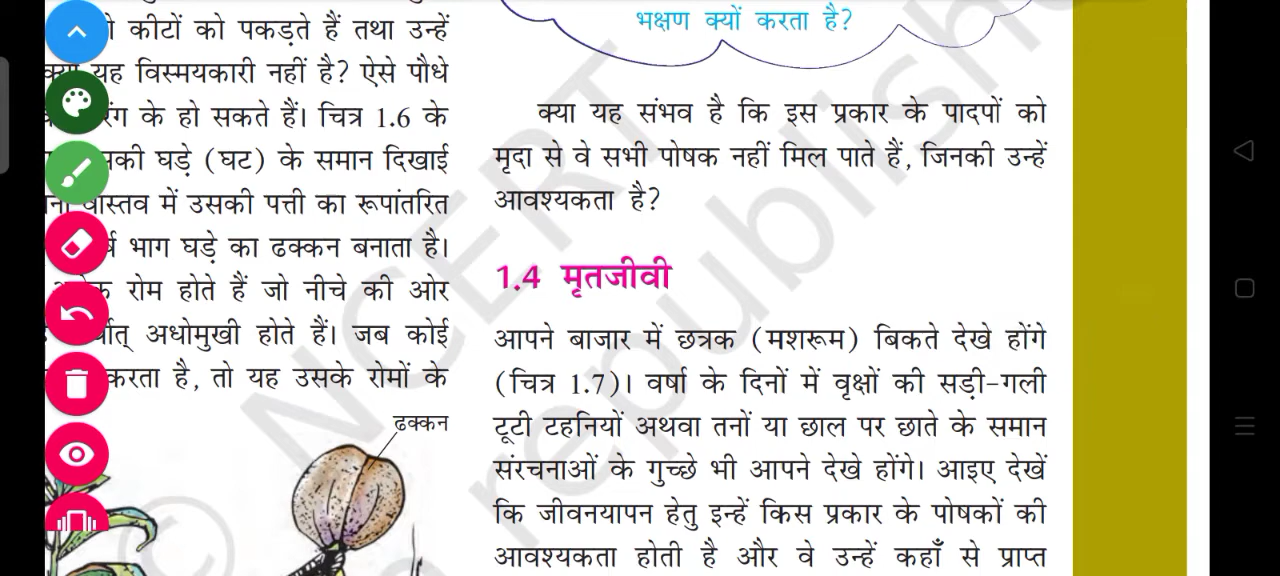 कीटों को पकड़ते हैं तथा उन्हें
यह विस्मयकारी नहीं है? ऐसे पौधे
रंग के हो सकते हैं। चित्र 1.6 के
घड़े (घट) के समान दिखाई
वास्तव में उसकी पत्ती का रूपांतरित
भाग घड़े का ढक्कन बनाता है।
रोम होते हैं जो नीचे की ओर
अधोमुखी होते हैं। जब कोई
करता है, तो यह उसके रोमों के
ढक्कन
भक्षण क्यों करता है?
क्या यह संभव है कि इस प्रकार के पादपों को
मृदा से वे सभी पोषक नहीं मिल पाते हैं, जिनकी उन्हें
आवश्यकता है?
1.4 मृतजीवी
आपने बाजार में छत्रक (मशरूम) बिकते देखे होंगे
(चित्र 1.7)। वर्षा के दिनों में वृक्षों की सड़ी-गली
टूटी टहनियों अथवा तनों या छाल पर छाते के समान
संरचनाओं के गुच्छे भी आपने देखे होंगे। आइए देखें
कि जीवनयापन हेतु इन्हें किस प्रकार के पोषकों की
आवश्यकता होती है और वे उन्हें कहाँ से प्राप्त
© NCERT
republish